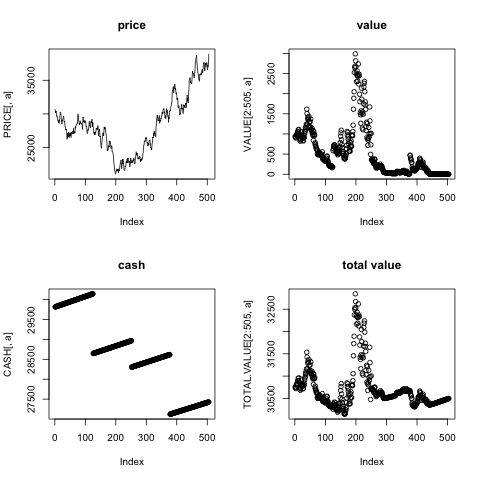 price
PRICE[, a]
25000
35000
0 100 200 300 400 500
Index
value
VALUE[2:505, a]
0 500 1500 2500
0 100 200 300 400 500
Index
cash
CASH[, a]
27500 28500 29500
0 100 200 300 400 500
Index
total value
TOTAL.VALUE[2:505, a]
30500 31500 32500
0 100 200 300 400 500
Index